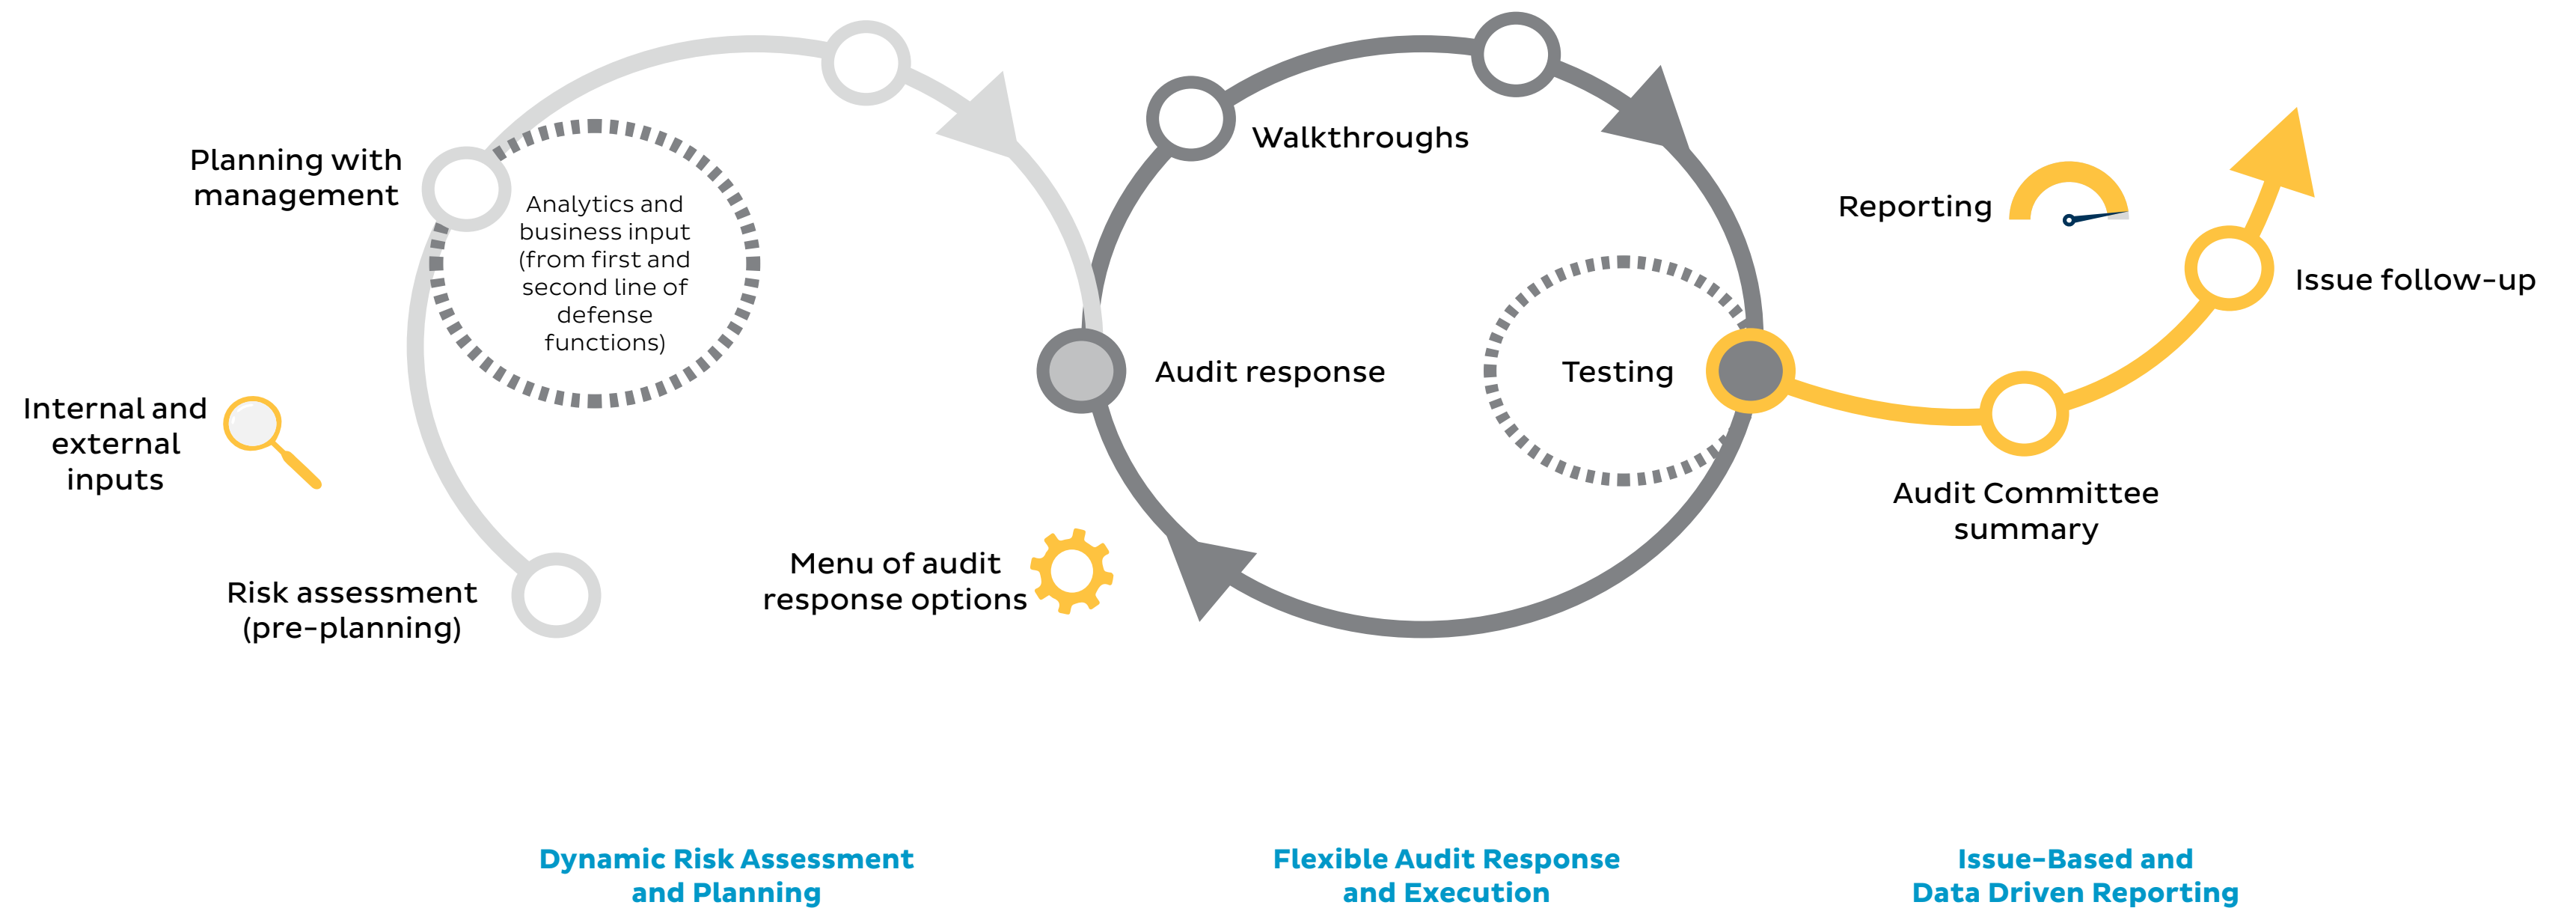 Planning with
management
Analytics and
business input
(from first and
second line of
defense
functions)
Internal and
external
inputs
Risk assessment
(pre-planning)
Menu of audit
response options
Walkthroughs
Audit response
Testing
Reporting
Issue follow-up
Audit Committee
summary
Dynamic Risk Assessment
and Planning
Flexible Audit Response
and Execution
Issue-Based and
Data Driven Reporting